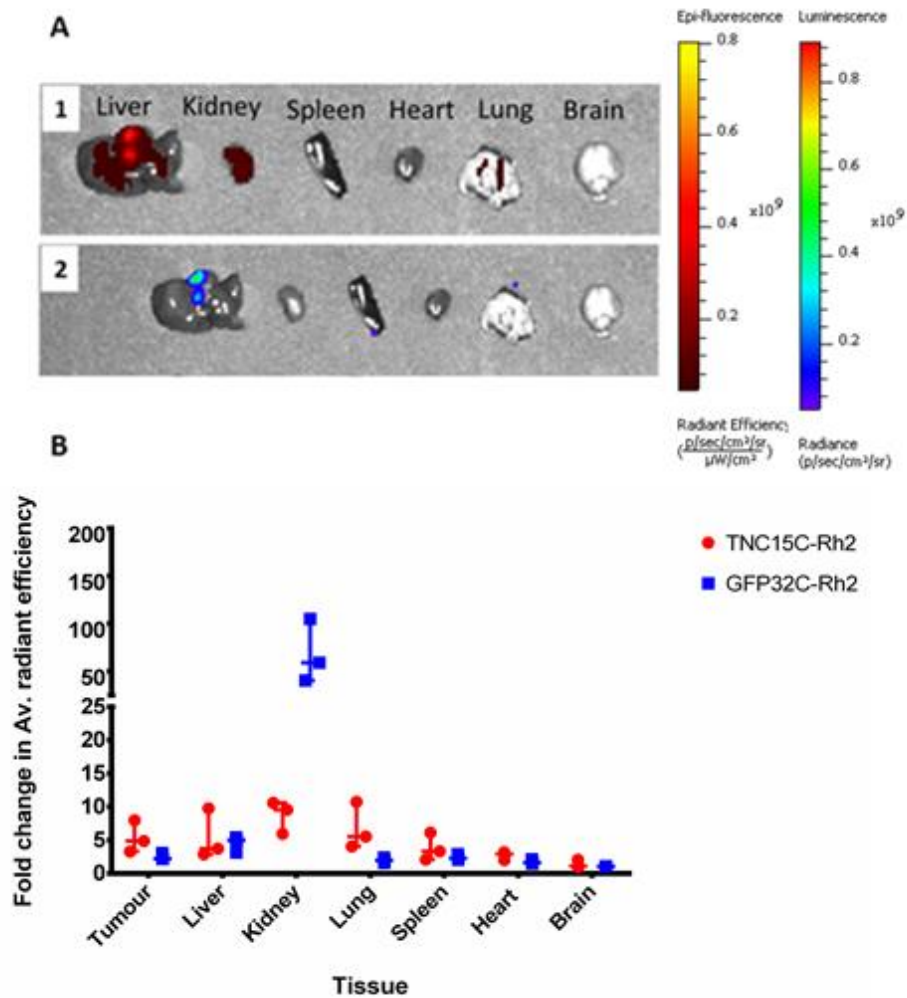 A
Epi-fluorescence
Luminescence
1
Liver Kidney Spleen Heart Lung Brain
2
0.8
0.6
0.4
0.2
x10⁹
0.8
0.6
0.4
0.2
x10⁹
Radiant Efficiency
(p/sec/cm²/sr
µW/cm²)
Radiance
(p/sec/cm²/sr)
B
Fold change in Av. radiant efficiency
200
150
100
50
25
20
15
10
5
0
TNC15C-Rh2
GFP32C-Rh2
Tumour
Liver
Kidney
Lung
Spleen
Heart
Brain
Tissue